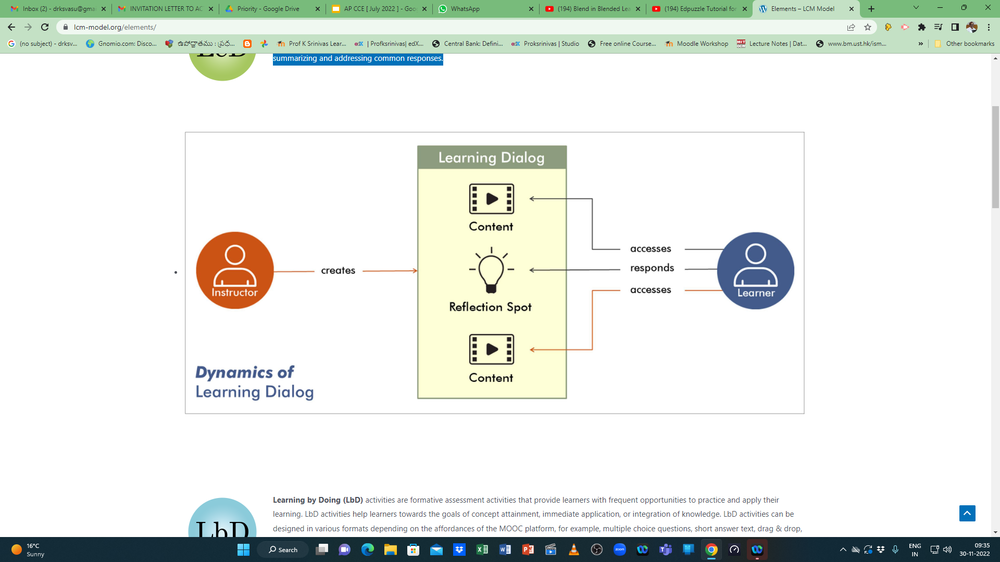 Inbox (2) - drksvasu@gmai
INVITATION LETTER TO AC
Priority - Google Drive
AP CCE [ July 2022 ] - Goo
WhatsApp
(194) Blend in Blended Lea
(194) Edpuzzle Tutorial for
Elements – LCM Model
lcm-model.org/elements/
(no subject) - drksv...
Gnomio.com: Disco...
ఉపోద్ఘాతము : ప్రధ...
Prof K Srinivas Lear...
| Profksrinivas| edX...
Central Bank: Defini...
Proksrinivas | Studio
Free online Course...
Moodle Workshop
Lecture Notes | Dat...
www.bm.ust.hk/ism...
»
Other bookmarks
summarizing and addressing common responses.
Learning Dialog
Content
accesses
responds
accesses
creates
Instructor
Learner
Reflection Spot
Content
Dynamics of
Learning Dialog
Learning by Doing (LbD) activities are formative assessment activities that provide learners with frequent opportunities to practice and apply their
learning. LbD activities help learners towards the goals of concept attainment, immediate application, or integration of knowledge. LbD activities can be
designed in various formats depending on the affordances of the MOOC platform, for example, multiple choice questions, short answer text, drag & drop,
LbD
16°C
Sunny
Search
zoom
ENG
IN
09:35
30-11-2022